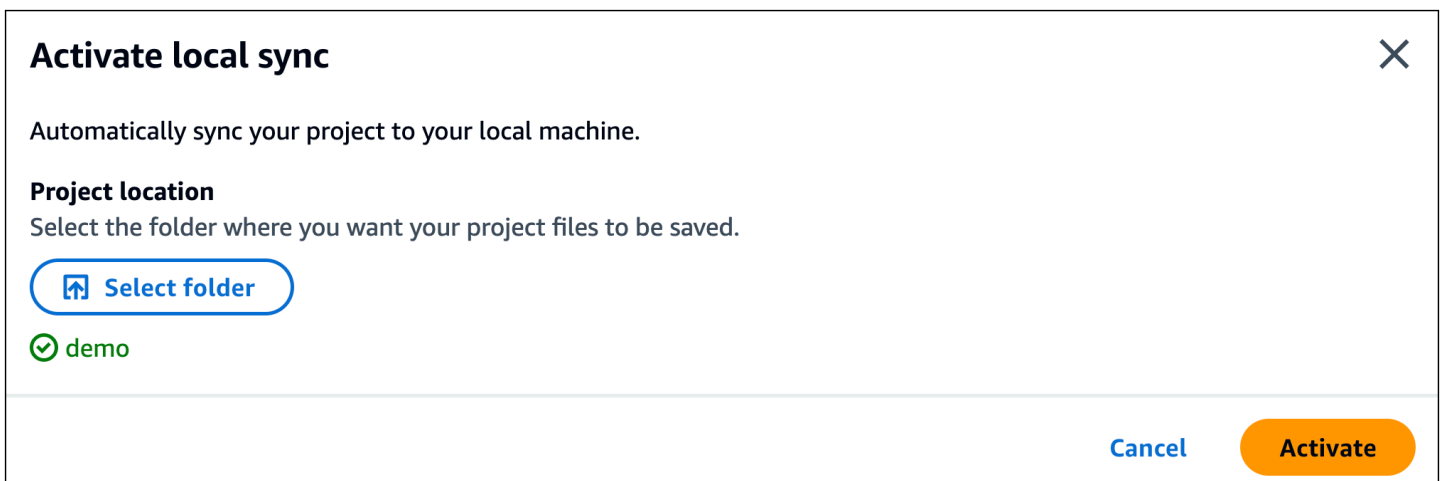 Activate local sync
Automatically sync your project to your local machine.
Project location
Select the folder where you want your project files to be saved.
Select folder
demo
Cancel
Activate